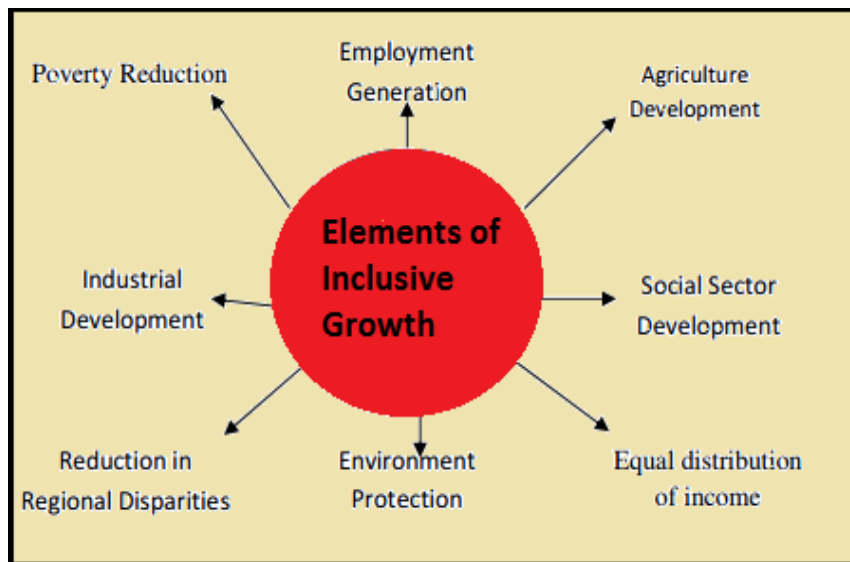 Poverty Reduction
Employment
Generation
Agriculture
Development
Elements of
Inclusive
Growth
Industrial
Development
Social Sector
Development
Reduction in
Regional Disparities
Environment
Protection
Equal distribution
of income